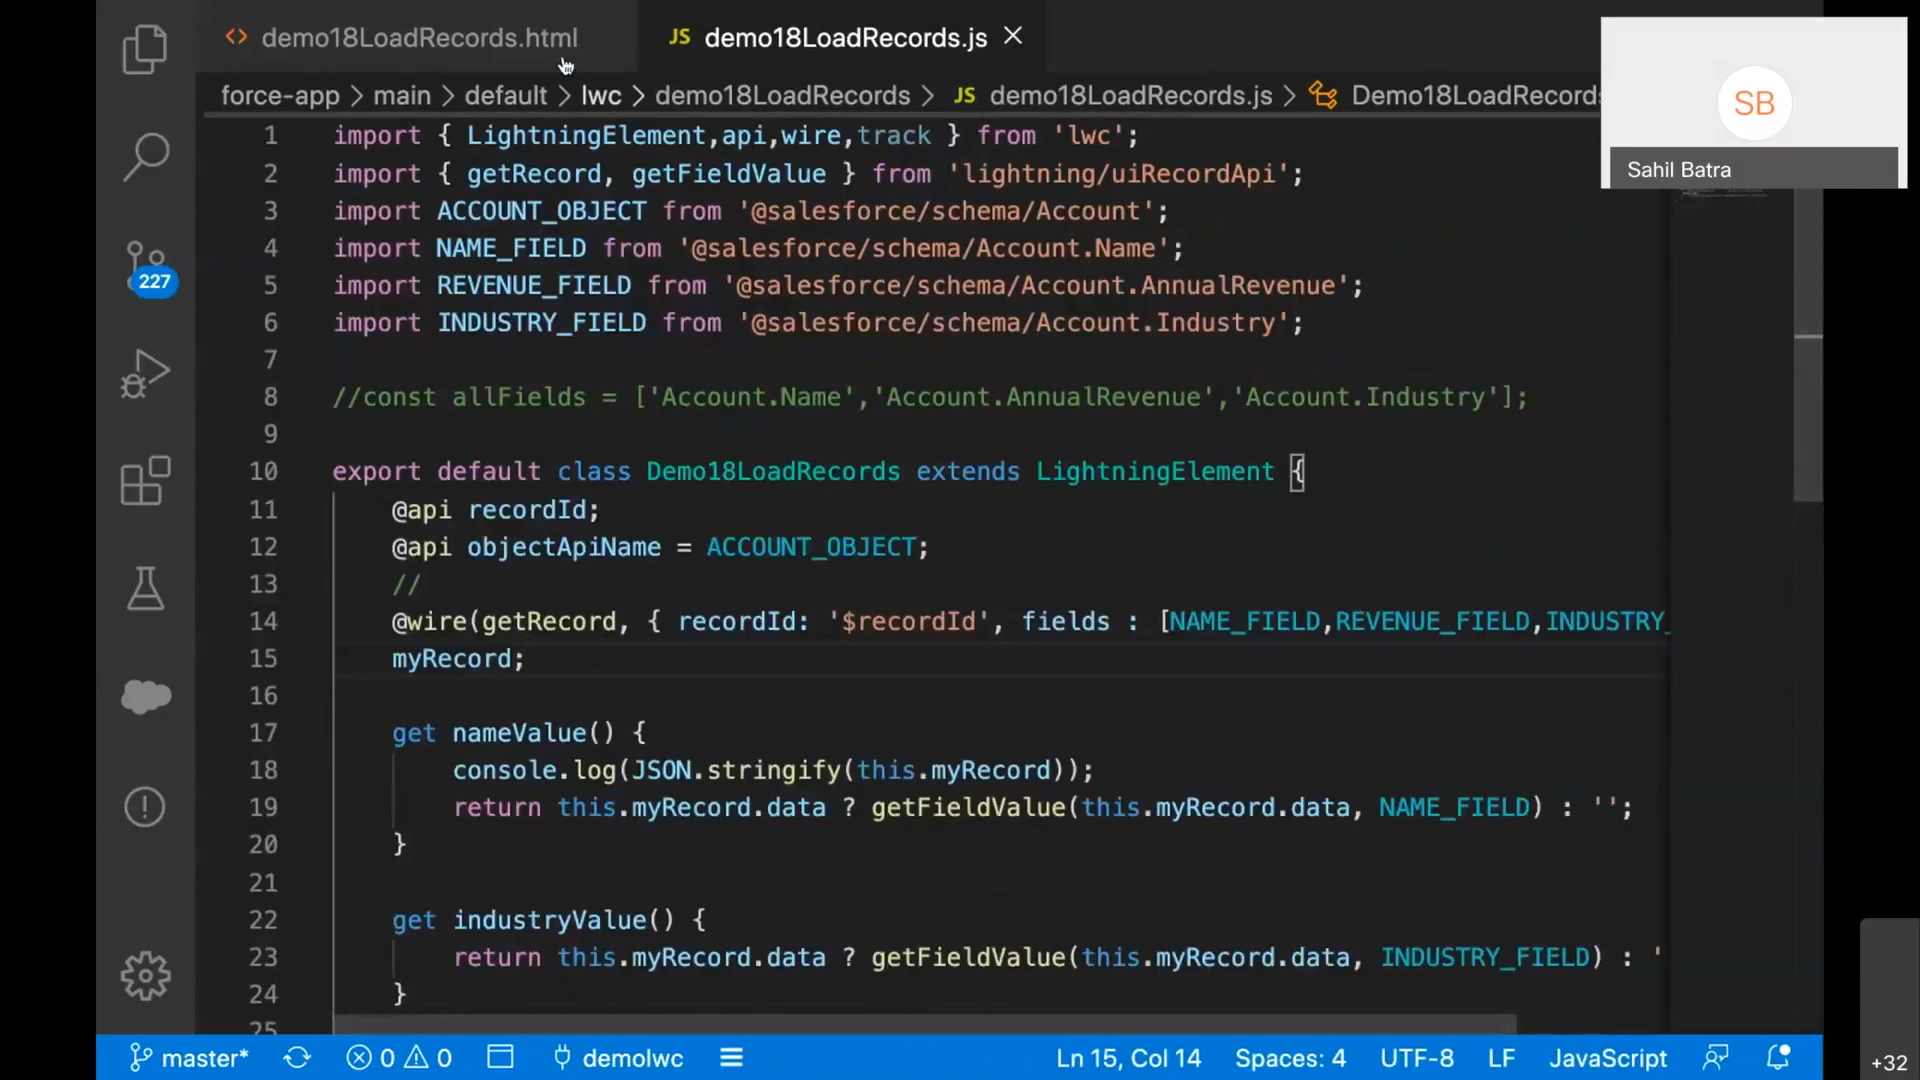 demo18LoadRecords.html
JS demo18LoadRecords.js
force-app > main > default > lwc > demo18LoadRecords > JS demo18LoadRecords.js > Demo18LoadRecords
SB
Sahil Batra
1 import { LightningElement,api,wire,track } from 'lwc';
2 import { getRecord, getFieldValue } from 'lightning/uiRecordApi';
3 import ACCOUNT_OBJECT from '@salesforce/schema/Account';
4 import NAME_FIELD from '@salesforce/schema/Account.Name';
5 import REVENUE_FIELD from '@salesforce/schema/Account.AnnualRevenue';
6 import INDUSTRY_FIELD from '@salesforce/schema/Account.Industry';
7
8 //const allFields = ['Account.Name','Account.AnnualRevenue','Account.Industry'];
9
10 export default class Demo18LoadRecords extends LightningElement {
11 @api recordId;
12 @api objectApiName = ACCOUNT_OBJECT;
13 //
14 @wire(getRecord, { recordId: '$recordId', fields : [NAME_FIELD,REVENUE_FIELD,INDUSTRY_
15 myRecord;
16
17 get nameValue() {
18 console.log(JSON.stringify(this.myRecord));
19 return this.myRecord.data ? getFieldValue(this.myRecord.data, NAME_FIELD) : '';
20 }
21
22 get industryValue() {
23 return this.myRecord.data ? getFieldValue(this.myRecord.data, INDUSTRY_FIELD) : '
24 }
25
227
master* 0 0 demolwc Ln 15, Col 14 Spaces: 4 UTF-8 LF JavaScript
+32